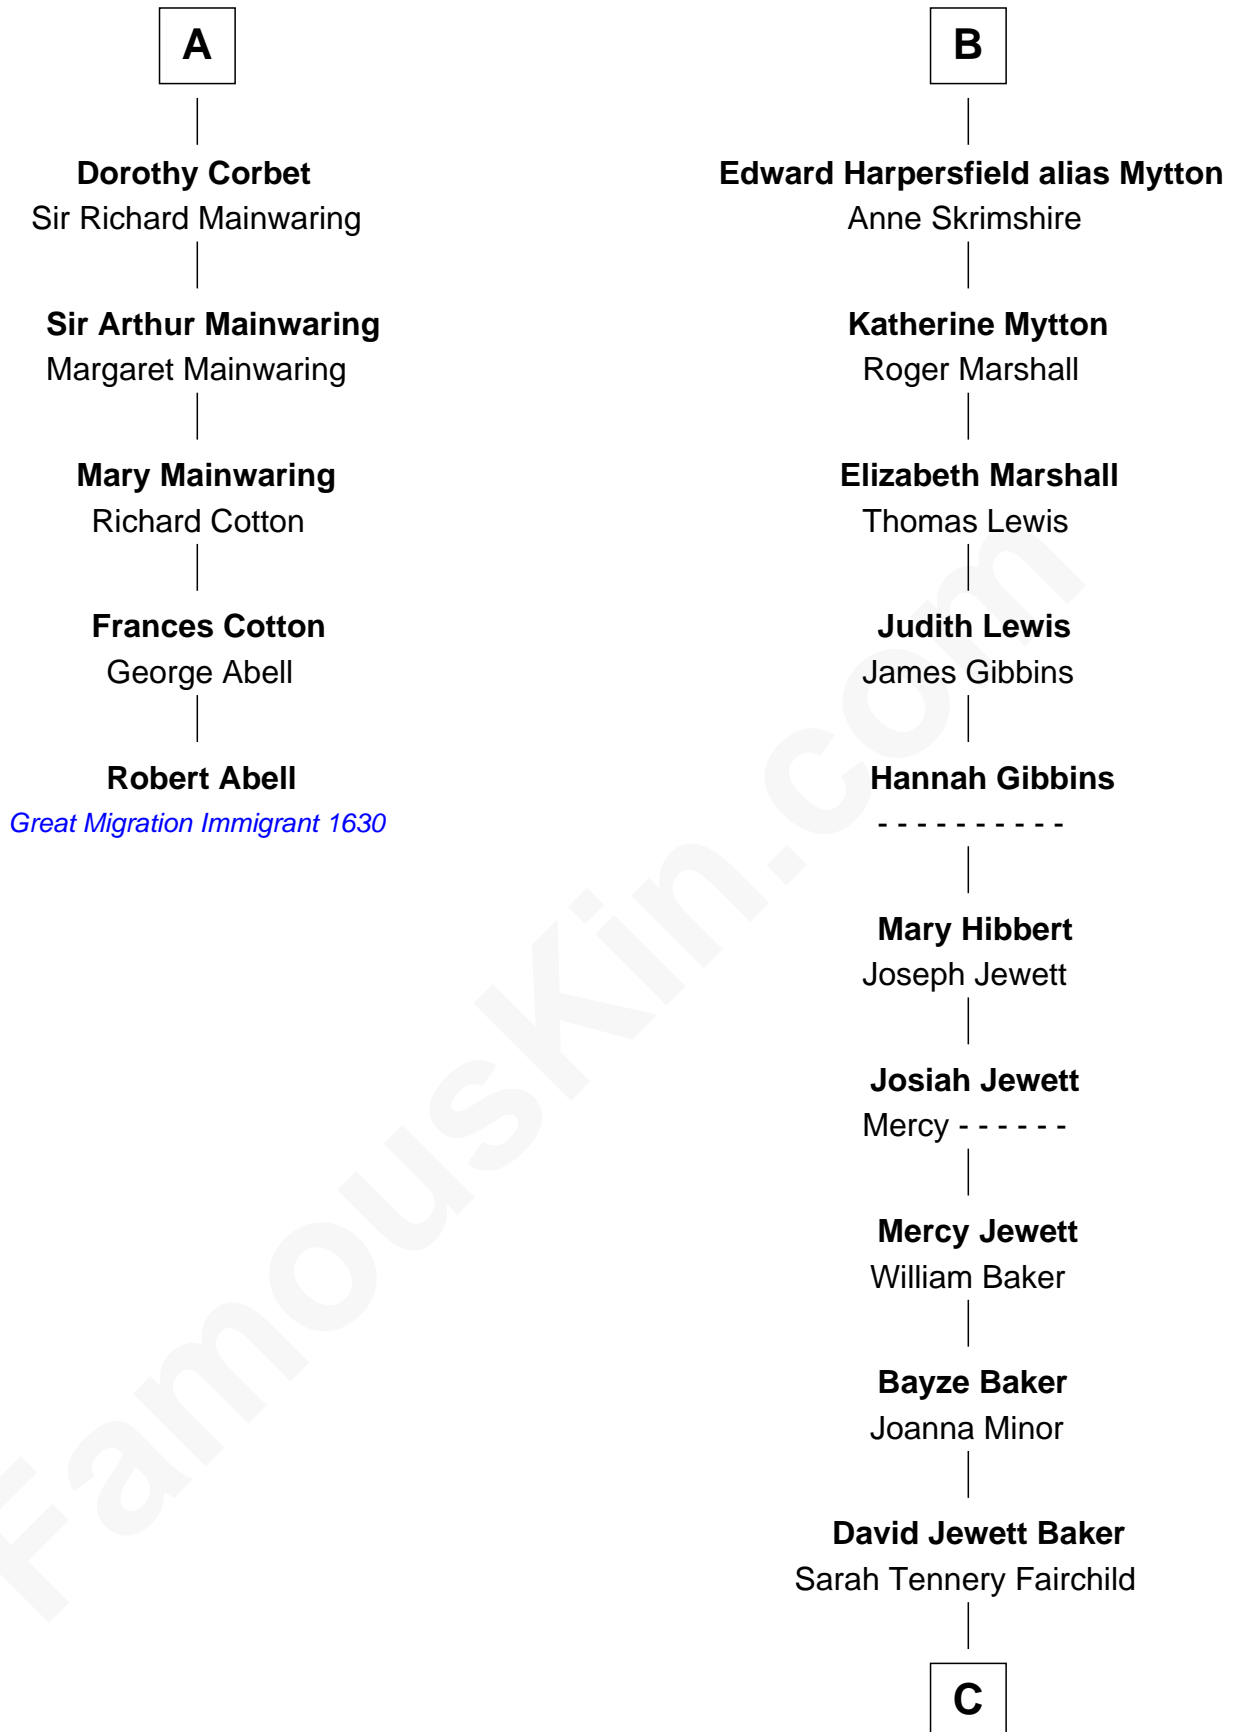 A
Dorothy Corbet
Sir Richard Mainwaring
Sir Arthur Mainwaring
Margaret Mainwaring
Mary Mainwaring
Richard Cotton
Frances Cotton
George Abell
Robert Abell
Great Migration Immigrant 1630
B
Edward Harpersfield alias Mytton
Anne Skrimshire
Katherine Mytton
Roger Marshall
Elizabeth Marshall
Thomas Lewis
Judith Lewis
James Gibbins
Hannah Gibbins
- - - - - - - - - -
Mary Hibbert
Joseph Jewett
Josiah Jewett
Mercy - - - - - -
Mercy Jewett
William Baker
Bayze Baker
Joanna Minor
David Jewett Baker
Sarah Tennery Fairchild
C
FamousKin.com